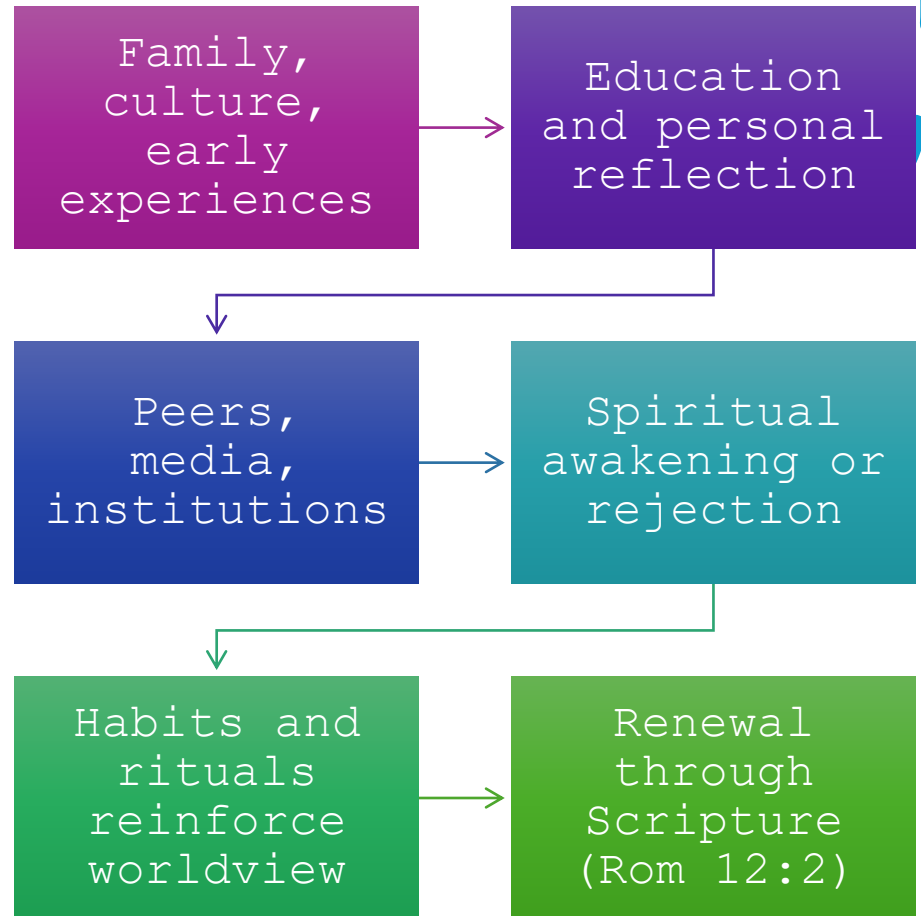 Family,
culture,
early
experiences
Education
and personal
reflection
Peers,
media,
institutions
Spiritual
awakening or
rejection
Habits and
rituals
reinforce
worldview
Renewal
through
Scripture
(Rom 12:2)